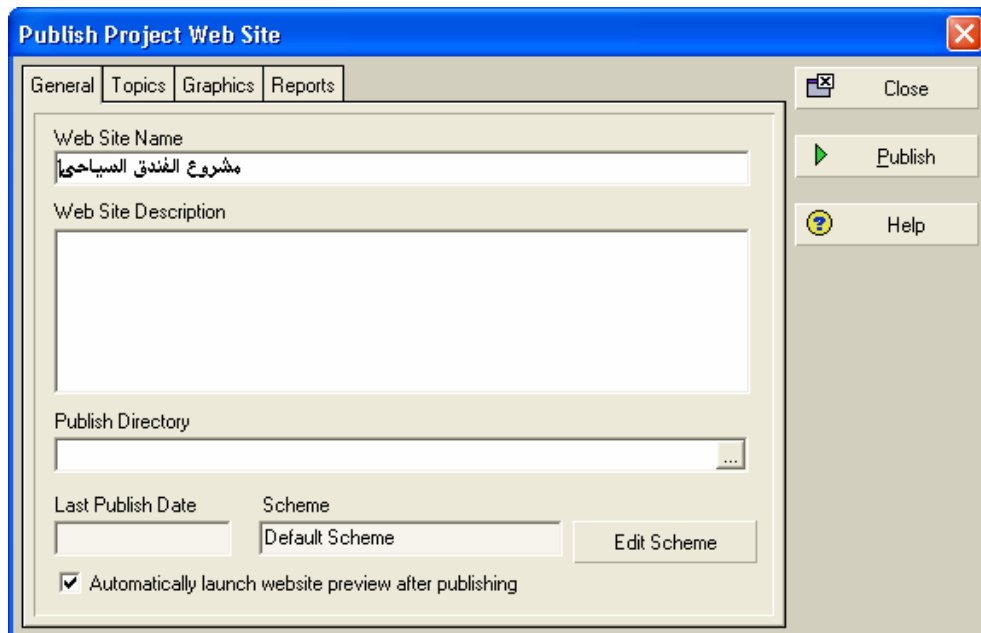 Publish Project Web Site
General Topics Graphics Reports
Close
Web Site Name
مشروع الفندق السياحى
Publish
Web Site Description
Help
Publish Directory
...
Last Publish Date Scheme
Default Scheme Edit Scheme
Automatically launch website preview after publishing